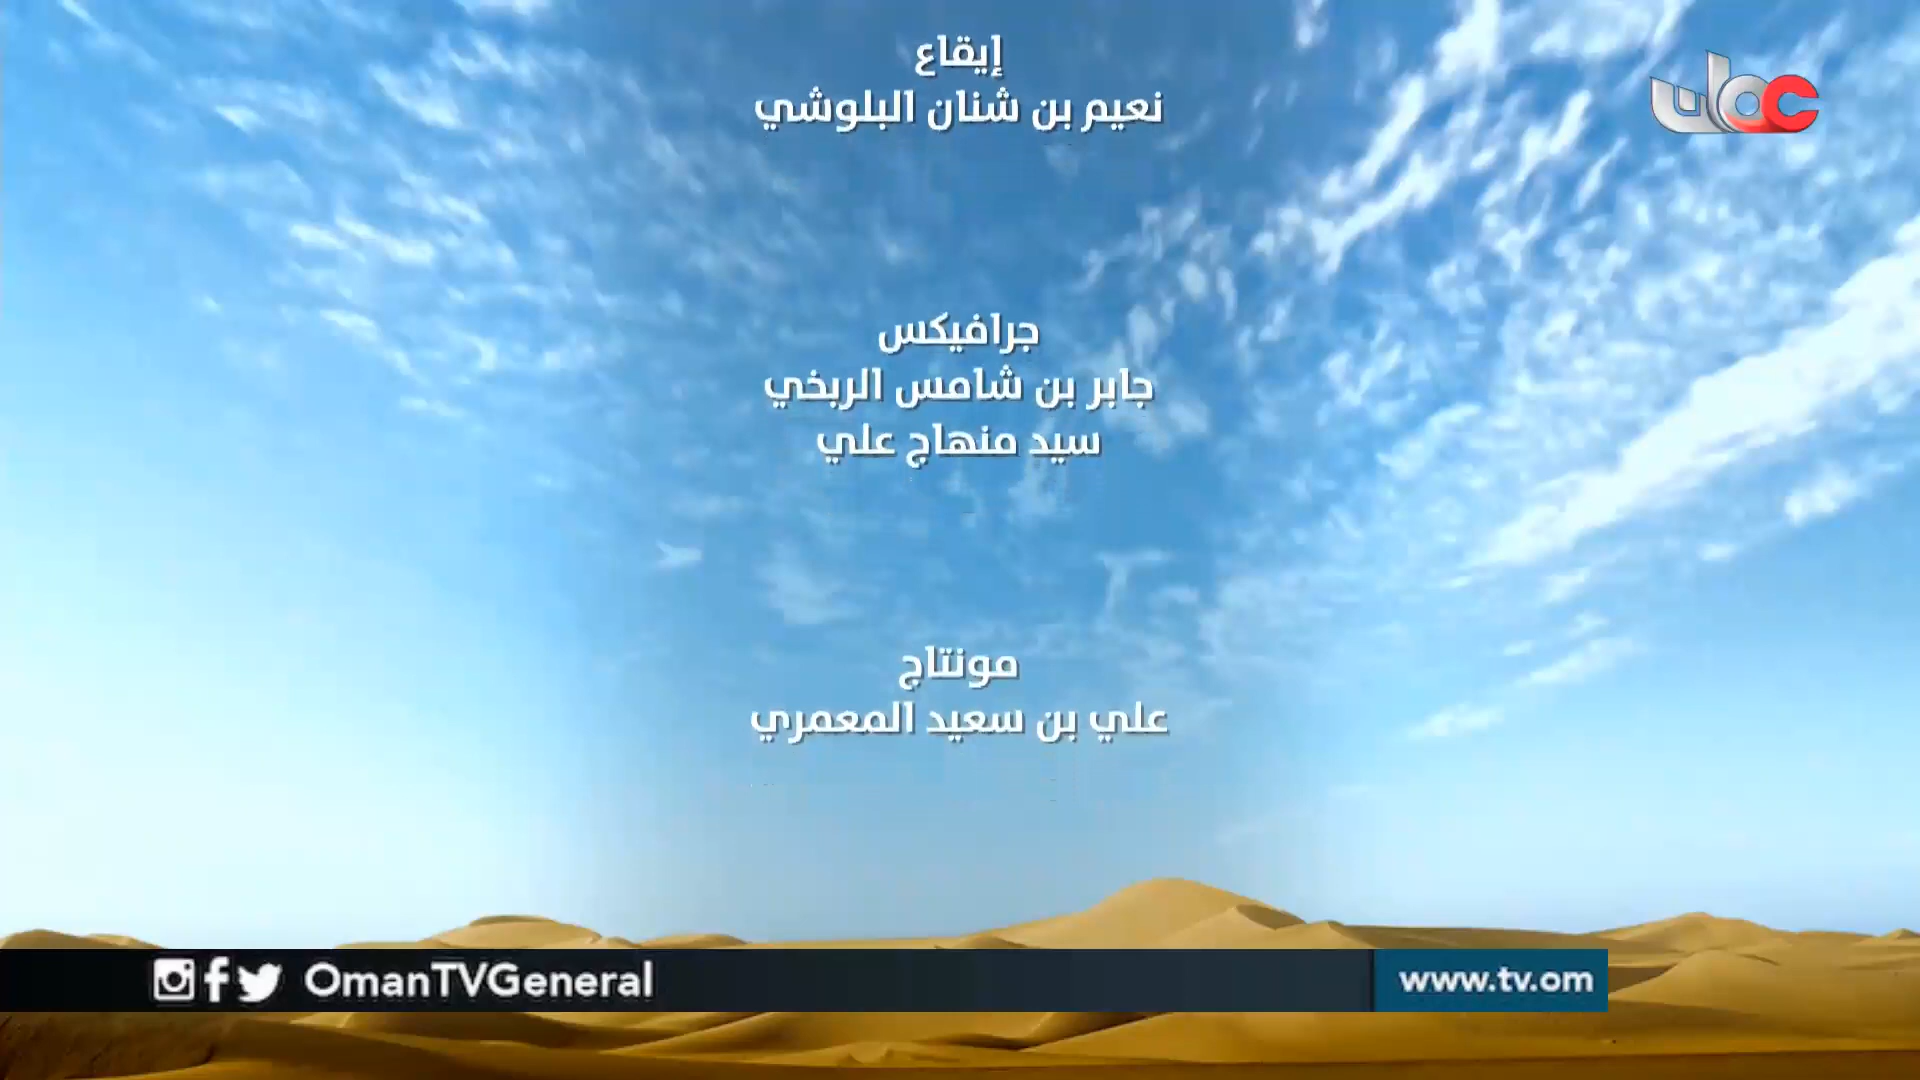 إيقاع
نعيم بن شنان البلوشي
عمان
جرافيكس
جابر بن شامس الربخي
سيد منهاج علي
مونتاج
علي بن سعيد المعمري
OmanTVGeneral
www.tv.om